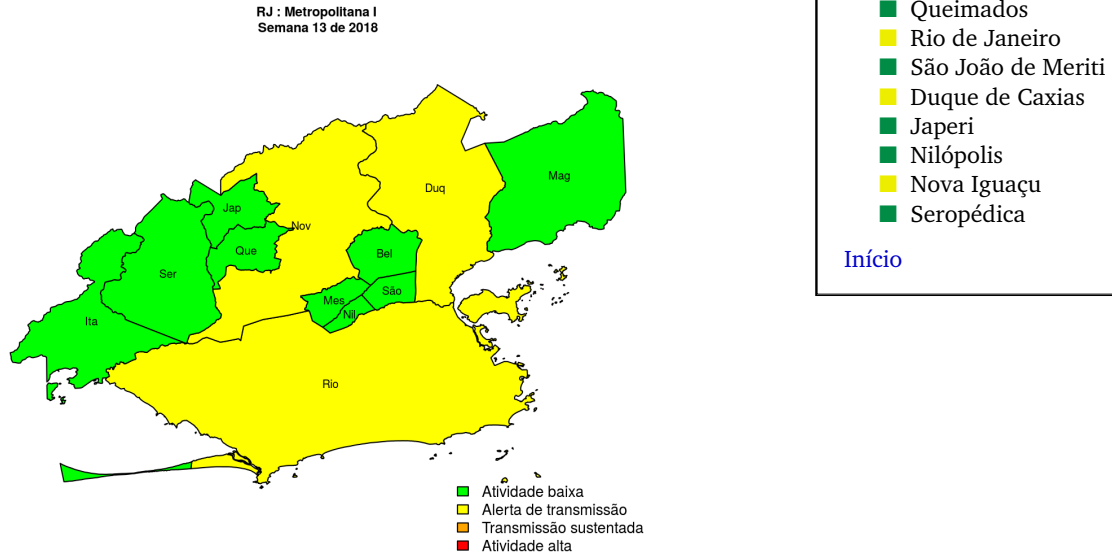 RJ : Metropolitana I
Semana 13 de 2018
Mag
Duq
Jap
Nov
Que
Bel
Ser
São
Mes
Nil
Ita
Rio
Atividade baixa
Alerta de transmissão
Transmissão sustentada
Atividade alta
Queimados
Rio de Janeiro
São João de Meriti
Duque de Caxias
Japeri
Nilópolis
Nova Iguaçu
Seropédica
Início